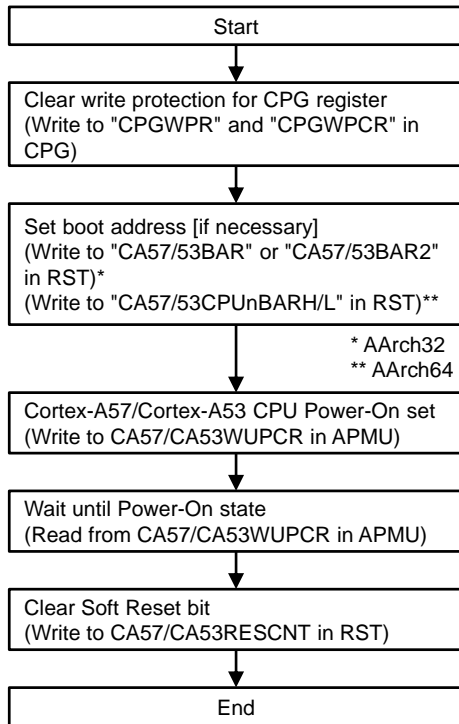 Start
Clear write protection for CPG register
(Write to "CPGWPR" and "CPGWPCR" in
CPG)
Set boot address [if necessary]
(Write to "CA57/53BAR" or "CA57/53BAR2"
in RST)*
(Write to "CA57/53CPUnBARH/L" in RST)**
* AArch32
** AArch64
Cortex-A57/Cortex-A53 CPU Power-On set
(Write to CA57/CA53WUPCR in APMU)
Wait until Power-On state
(Read from CA57/CA53WUPCR in APMU)
Clear Soft Reset bit
(Write to CA57/CA53RESCNT in RST)
End